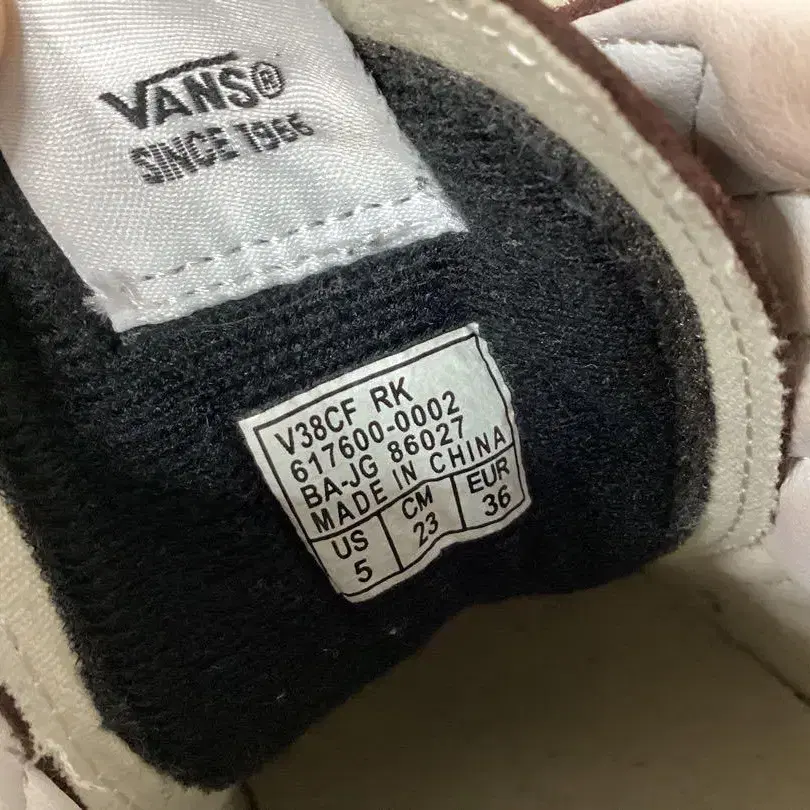 VANS®
SINCE 1966
V38CF RK
617600-0002
BA-JG 86027
MADE IN CHINA
US CM EUR
5 23 36